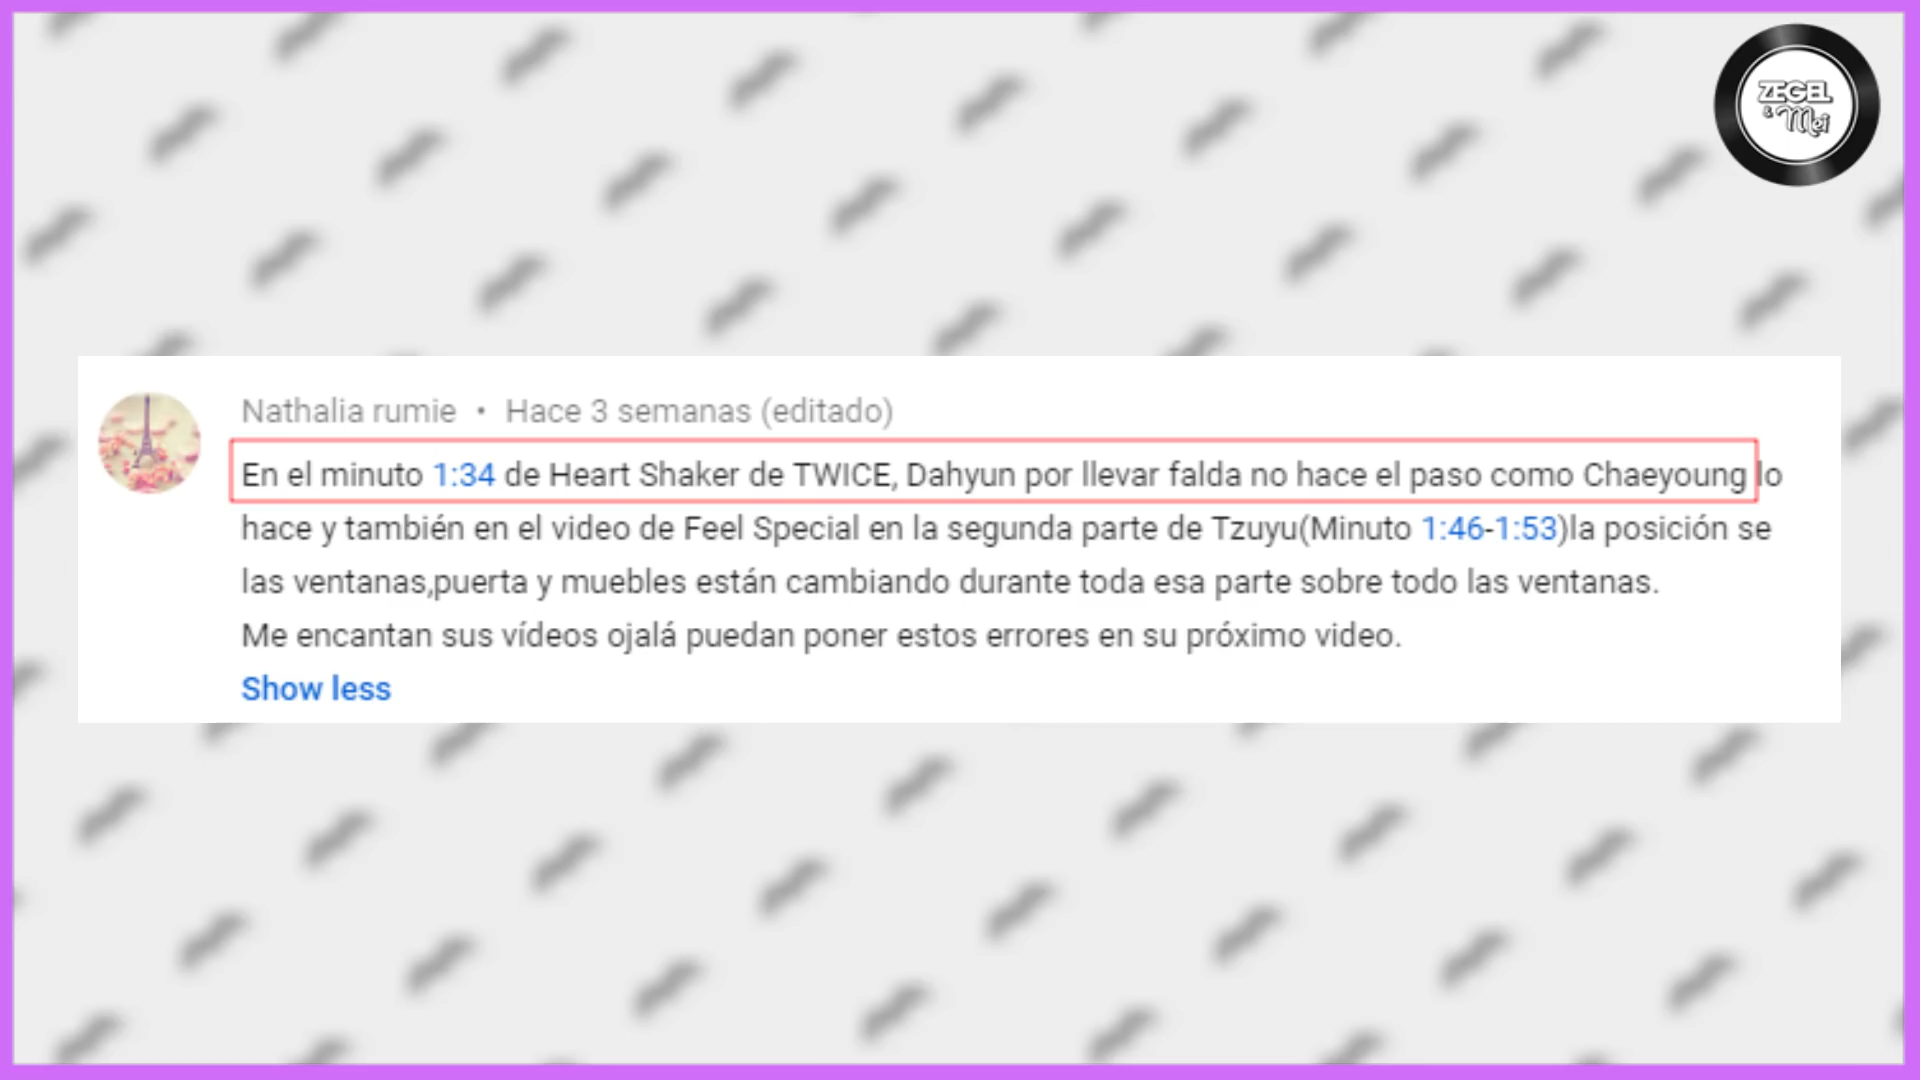 ZEGEL
& Mei
Nathalia rumie • Hace 3 semanas (editado)
En el minuto 1:34 de Heart Shaker de TWICE, Dahyun por llevar falda no hace el paso como Chaeyoung lo
hace y también en el video de Feel Special en la segunda parte de Tzuyu(Minuto 1:46-1:53)la posición se
las ventanas,puerta y muebles están cambiando durante toda esa parte sobre todo las ventanas.
Me encantan sus vídeos ojalá puedan poner estos errores en su próximo video.
Show less